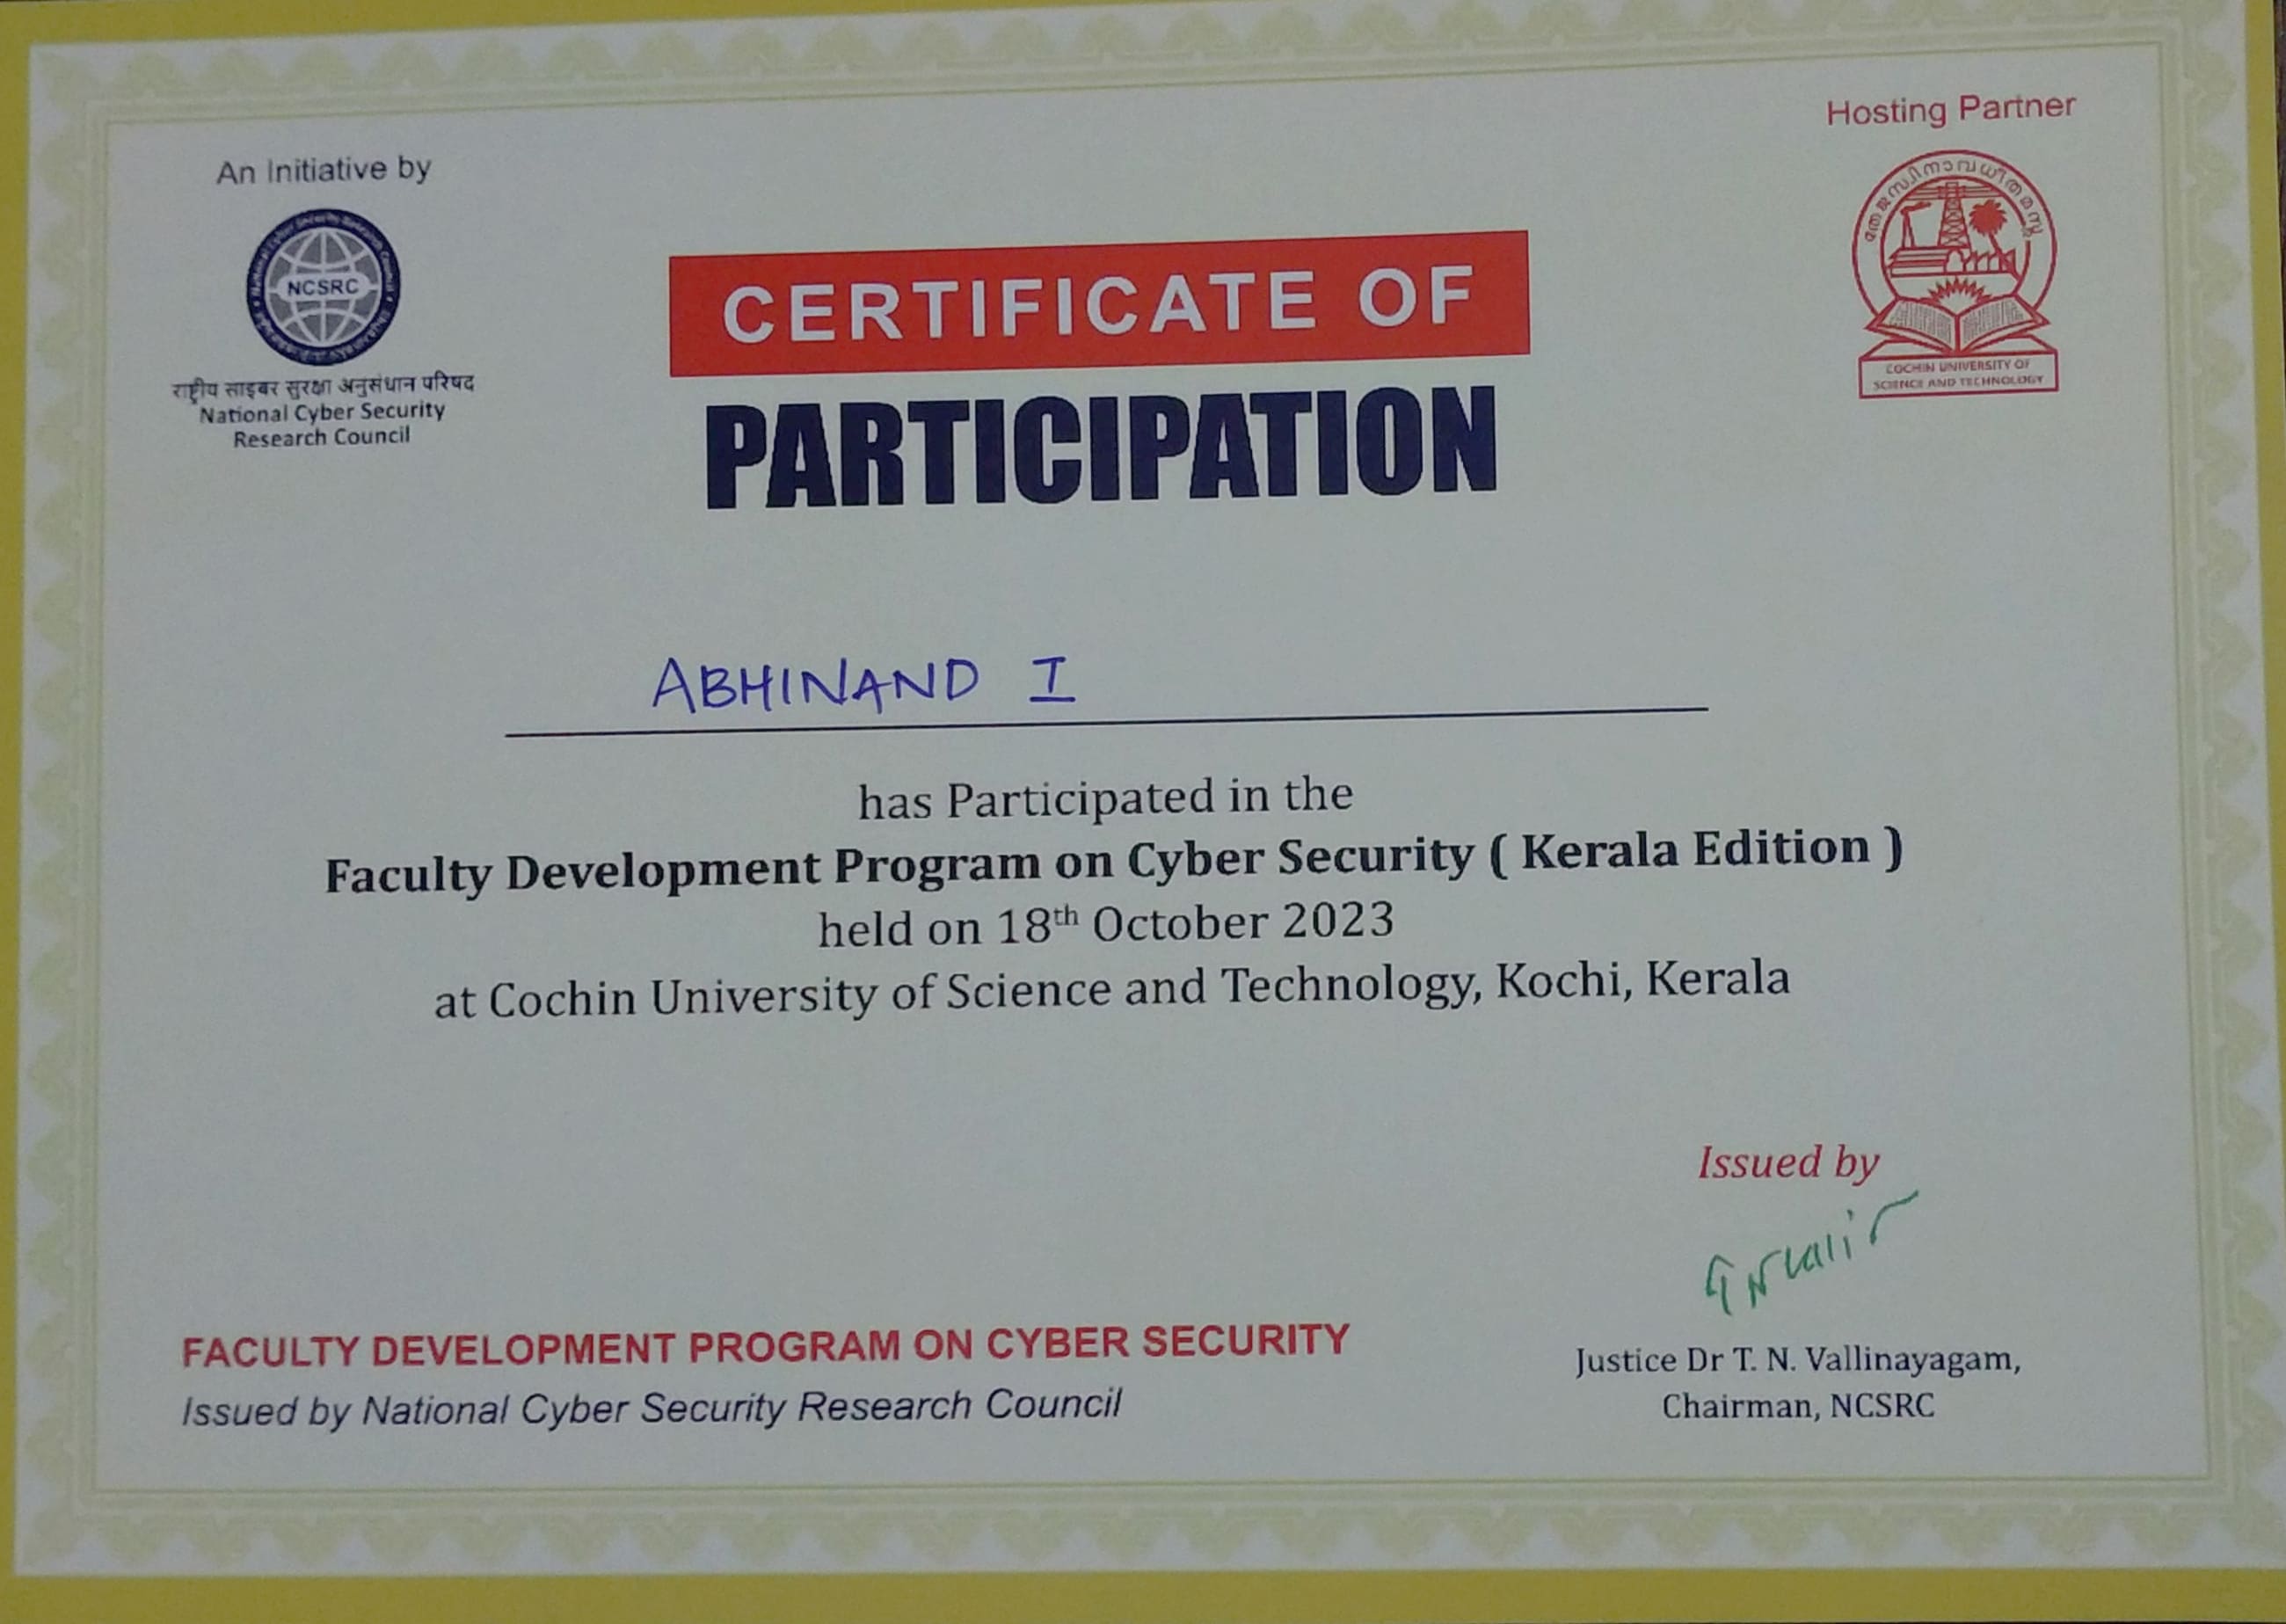 An Initiative by
NCSRC
राष्ट्रीय साइबर सुरक्षा अनुसंधान परिषद
National Cyber Security
Research Council
Hosting Partner
COCHIN UNIVERSITY OF
SCIENCE AND TECHNOLOGY
CERTIFICATE OF
PARTICIPATION
ABHINAND I
has Participated in the
Faculty Development Program on Cyber Security ( Kerala Edition )
held on 18th October 2023
at Cochin University of Science and Technology, Kochi, Kerala
Issued by
Justice Dr T. N. Vallinayagam,
Chairman, NCSRC
FACULTY DEVELOPMENT PROGRAM ON CYBER SECURITY
Issued by National Cyber Security Research Council